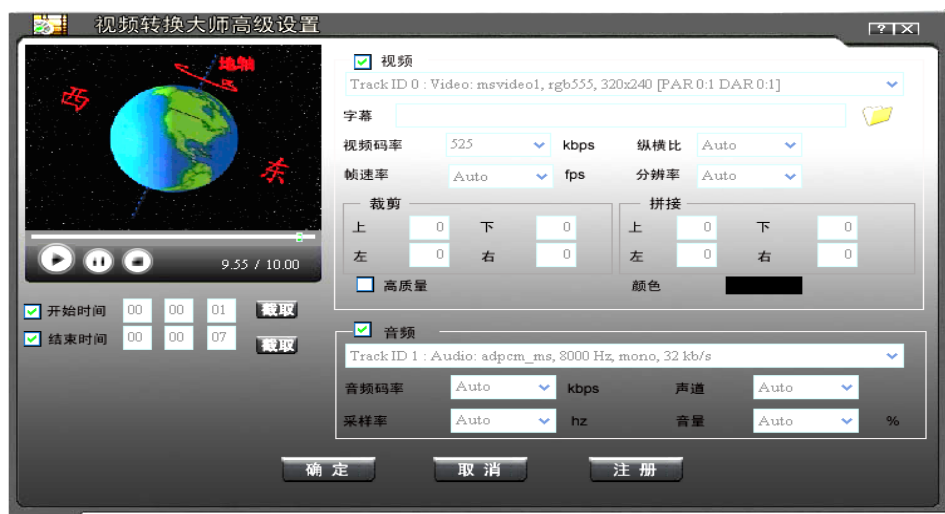 视频转换大师高级设置
? X
地轴
西
东
9.55 / 10.00
开始时间 00 00 01 截取
结束时间 00 00 07 截取
视频
Track ID 0 : Video: msvideo1, rgb555, 320x240 [PAR 0:1 DAR 0:1]
字幕
视频码率 525 kbps 纵横比 Auto
帧速率 Auto fps 分辨率 Auto
裁剪 拼接
上 0 下 0 上 0 下 0
左 0 右 0 左 0 右 0
高质量 颜色
音频
Track ID 1 : Audio: adpcm_ms, 8000 Hz, mono, 32 kb/s
音频码率 Auto kbps 声道 Auto
采样率 Auto hz 音量 Auto %
确定 取消 注册